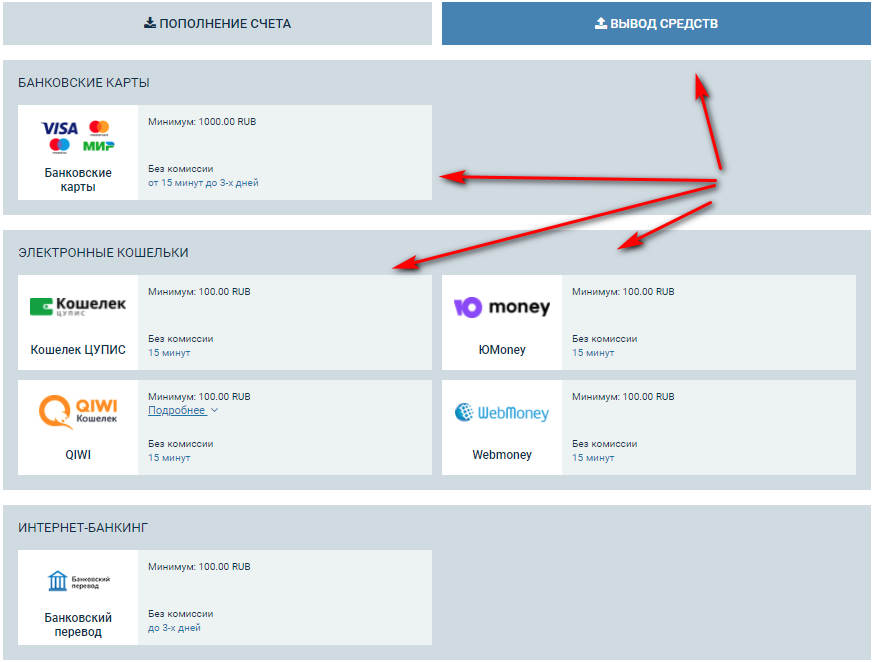 ПОПОЛНЕНИЕ СЧЕТА
ВЫВОД СРЕДСТВ
БАНКОВСКИЕ КАРТЫ
VISA
МИР
Банковские
карты
Минимум: 1000.00 RUB
Без комиссии
от 15 минут до 3-х дней
ЭЛЕКТРОННЫЕ КОШЕЛЬКИ
Кошелек
ЦУПИС
Кошелек ЦУПИС
Минимум: 100.00 RUB
Без комиссии
15 минут
Ю money
ЮMoney
Минимум: 100.00 RUB
Без комиссии
15 минут
QIWI
Кошелек
QIWI
Минимум: 100.00 RUB
Подробнее
Без комиссии
15 минут
WebMoney
Webmoney
Минимум: 100.00 RUB
Без комиссии
15 минут
ИНТЕРНЕТ-БАНКИНГ
Банковский
перевод
Банковский
перевод
Минимум: 100.00 RUB
Без комиссии
до 3-х дней